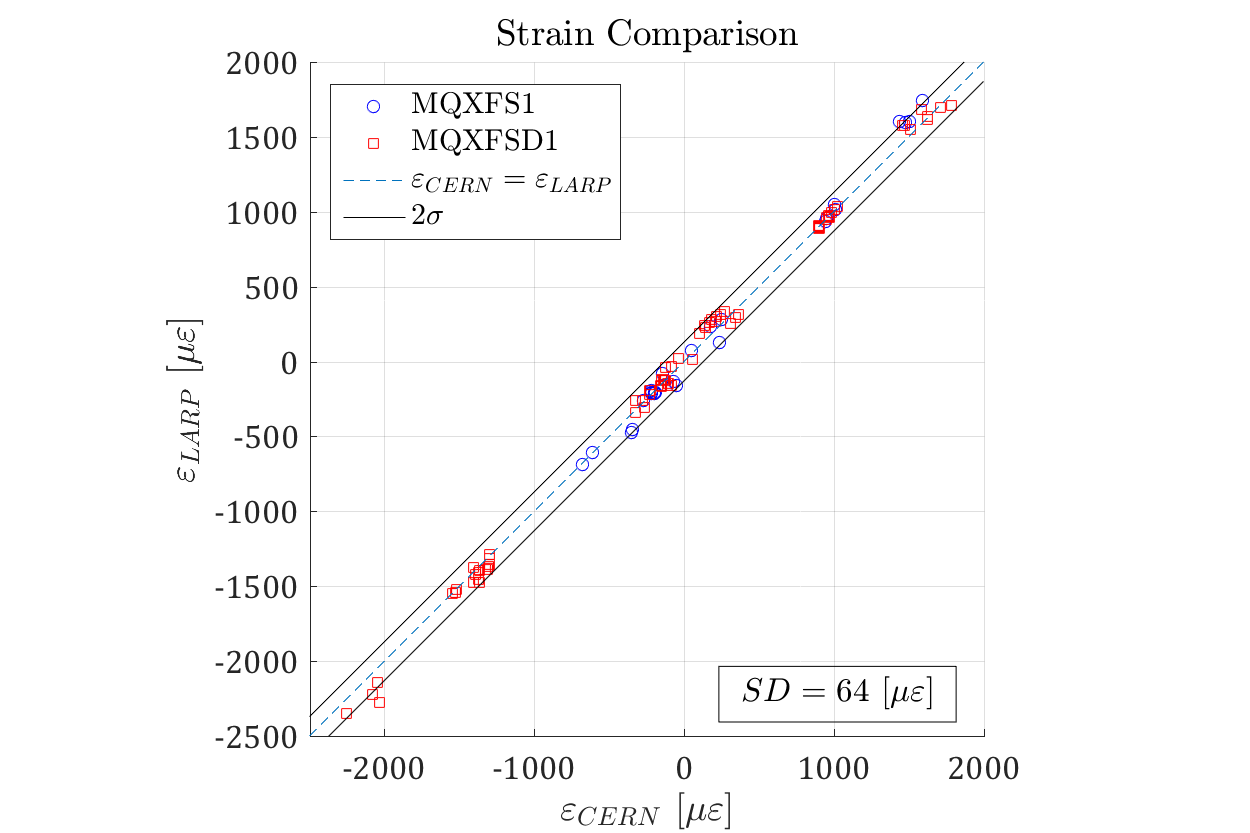 Strain Comparison
2000
1500
1000
500
0
-500
-1000
-1500
-2000
-2500
MQXFS1
MQXFSD1
ε_CERN = ε_LARP
2σ
ε_LARP [με]
SD = 64 [με]
-2000 -1000 0 1000 2000
ε_CERN [με]